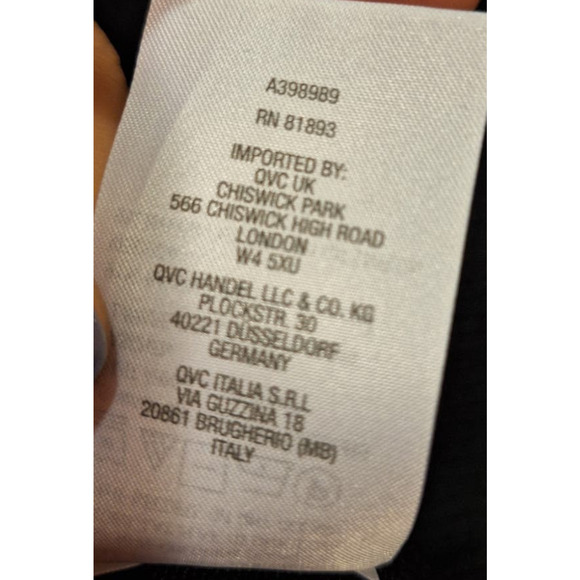 A398989
RN 81893
IMPORTED BY:
QVC UK
CHISWICK PARK
566 CHISWICK HIGH ROAD
LONDON
W4 5XU
QVC HANDEL LLC & CO. KG
PLOCKSTR. 30
40221 DÜSSELDORF
GERMANY
QVC ITALIA S.R.L
VIA GUZZINA 18
20861 BRUGHERIO (MB)
ITALY